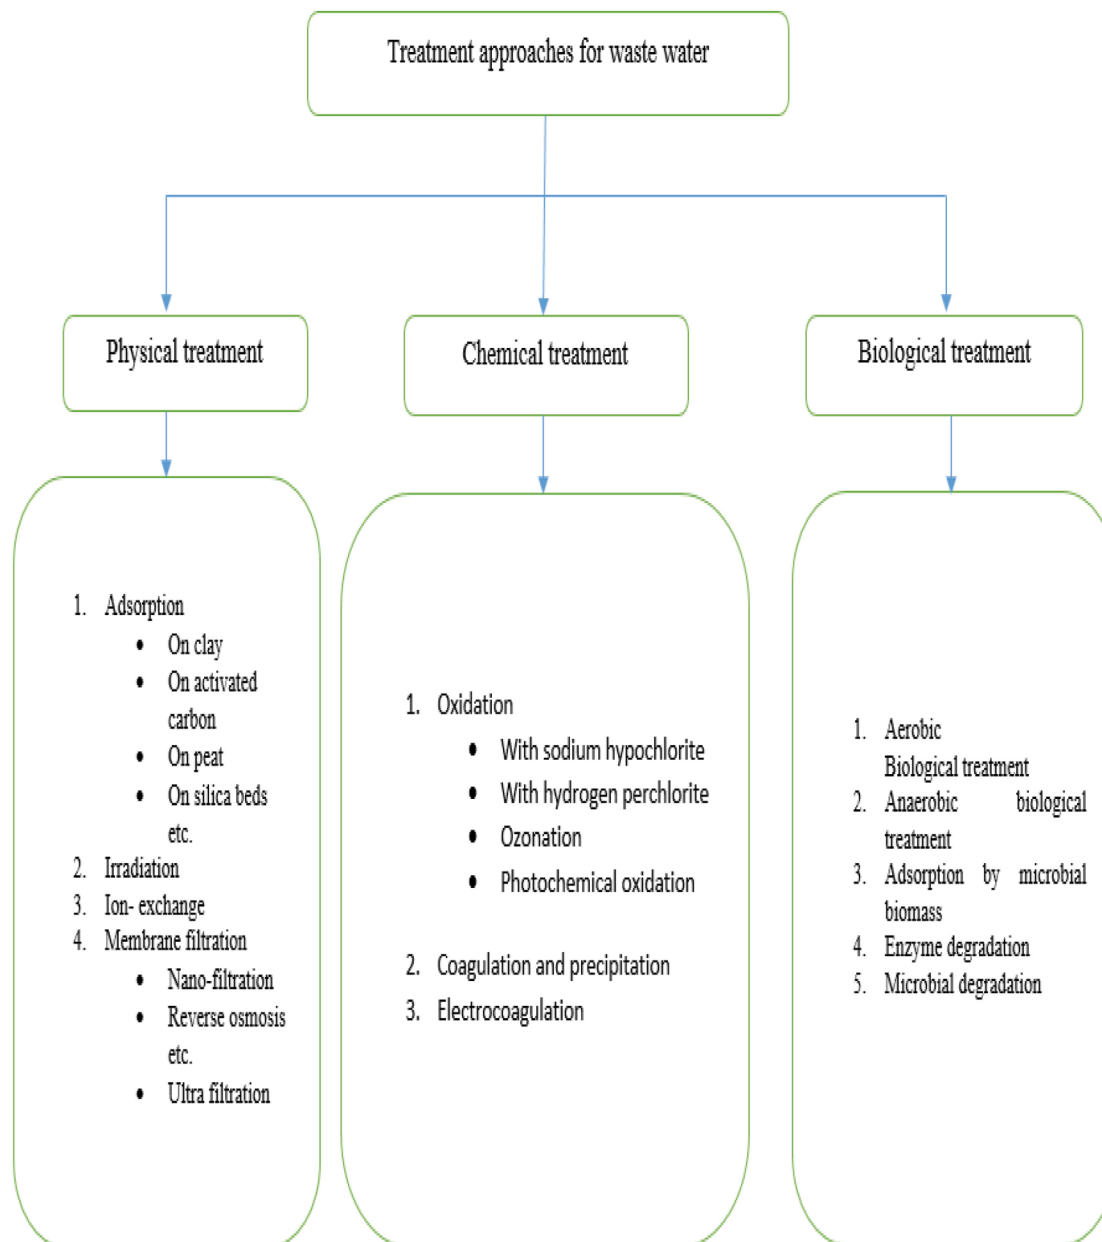 Treatment approaches for waste water
Physical treatment
Chemical treatment
Biological treatment
1. Adsorption
• On clay
• On activated
carbon
• On peat
• On silica beds
etc.
2. Irradiation
3. Ion- exchange
4. Membrane filtration
• Nano-filtration
• Reverse osmosis
etc.
• Ultra filtration
1. Oxidation
• With sodium hypochlorite
• With hydrogen perchlorite
• Ozonation
• Photochemical oxidation
2. Coagulation and precipitation
3. Electrocoagulation
1. Aerobic
Biological treatment
2. Anaerobic biological
treatment
3. Adsorption by microbial
biomass
4. Enzyme degradation
5. Microbial degradation